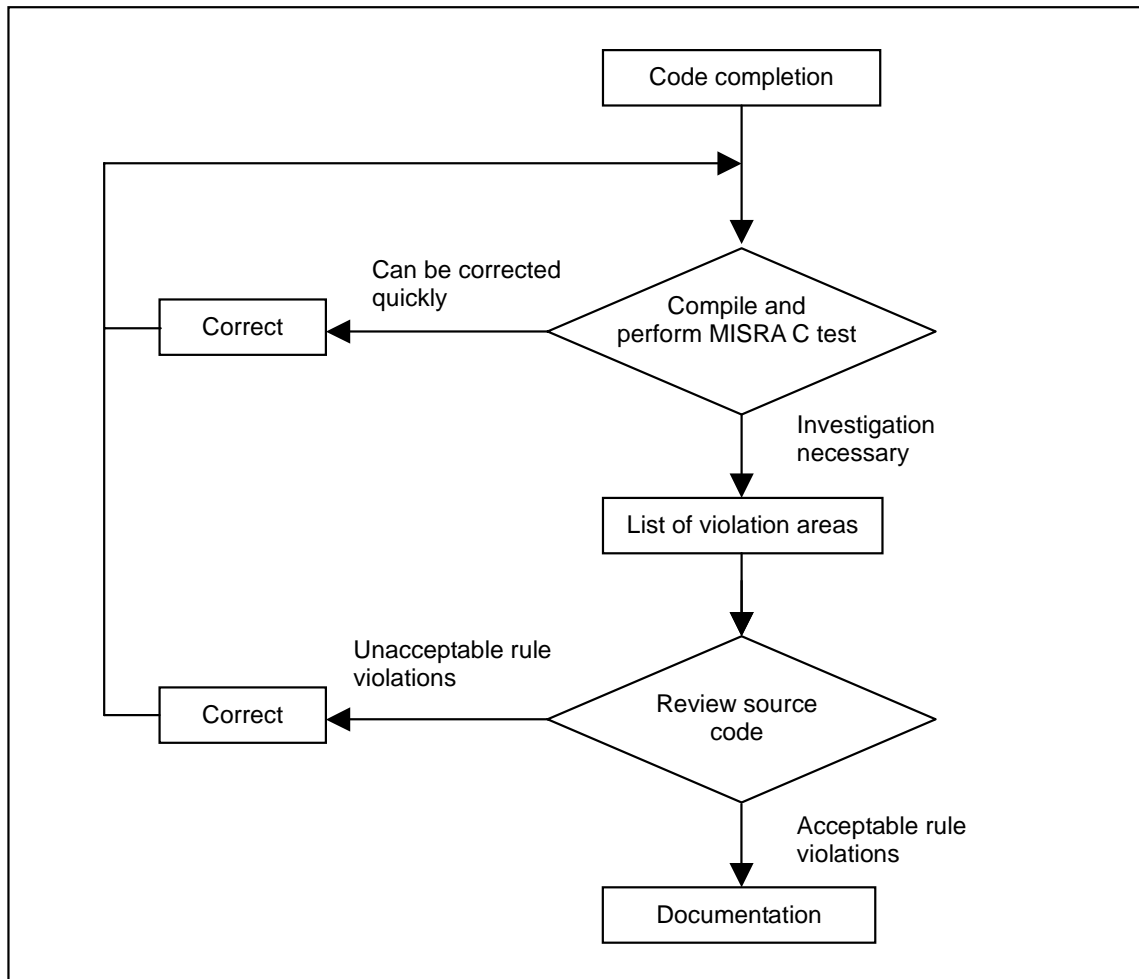 Code completion
Can be corrected
quickly
Compile and
perform MISRA C test
Correct
Investigation
necessary
List of violation areas
Unacceptable rule
violations
Review source
code
Correct
Acceptable rule
violations
Documentation